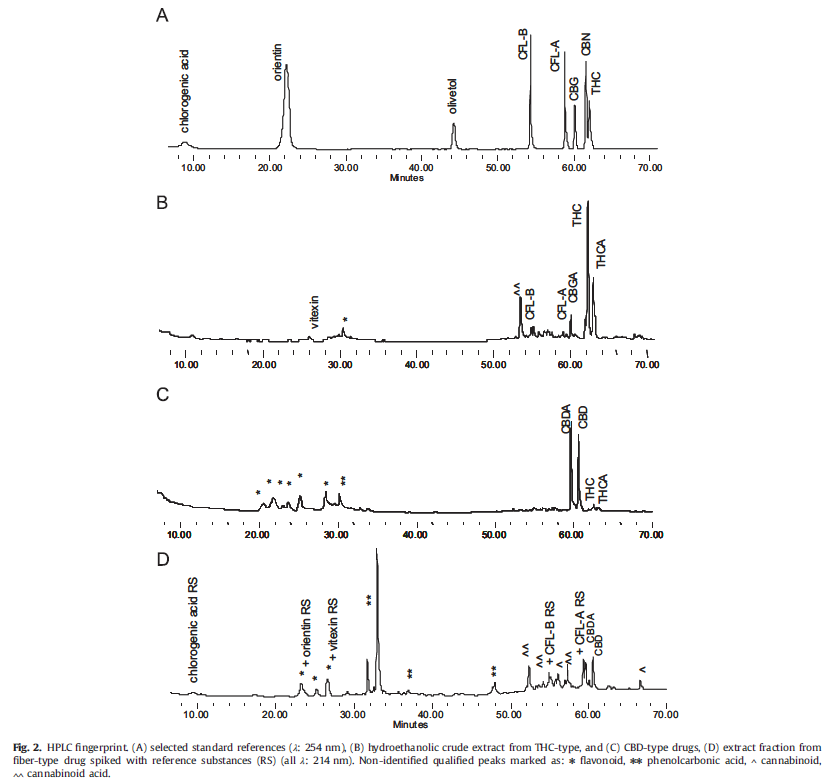 A
chlorogenic acid
orientin
olivetol
CFL-B
CFL-A
CBG
CBN
THC
10.00 20.00 30.00 40.00 50.00 60.00 70.00
Minutes
B
vitexin
*
^^
CFL-B
CFL-A
CBGA
THC
THCA
10.00 20.00 30.00 40.00 50.00 60.00 70.00
C
*
*
*
*
*
*
**
CBDA
CBD
THC
THCA
10.00 20.00 30.00 40.00 50.00 60.00 70.00
D
chlorogenic acid RS
* + orientin RS
*
* + vitexin RS
**
**
**
^^
^^
+ CFL-B RS
^
^^
+ CFL-A RS
CBDA
CBD
^
10.00 20.00 30.00 40.00 50.00 60.00 70.00
Minutes
Fig. 2. HPLC fingerprint. (A) selected standard references (λ: 254 nm), (B) hydroethanolic crude extract from THC-type, and (C) CBD-type drugs, (D) extract fraction from
fiber-type drug spiked with reference substances (RS) (all λ: 214 nm). Non-identified qualified peaks marked as: * flavonoid, ** phenolcarbonic acid, ^ cannabinoid,
^^ cannabinoid acid.